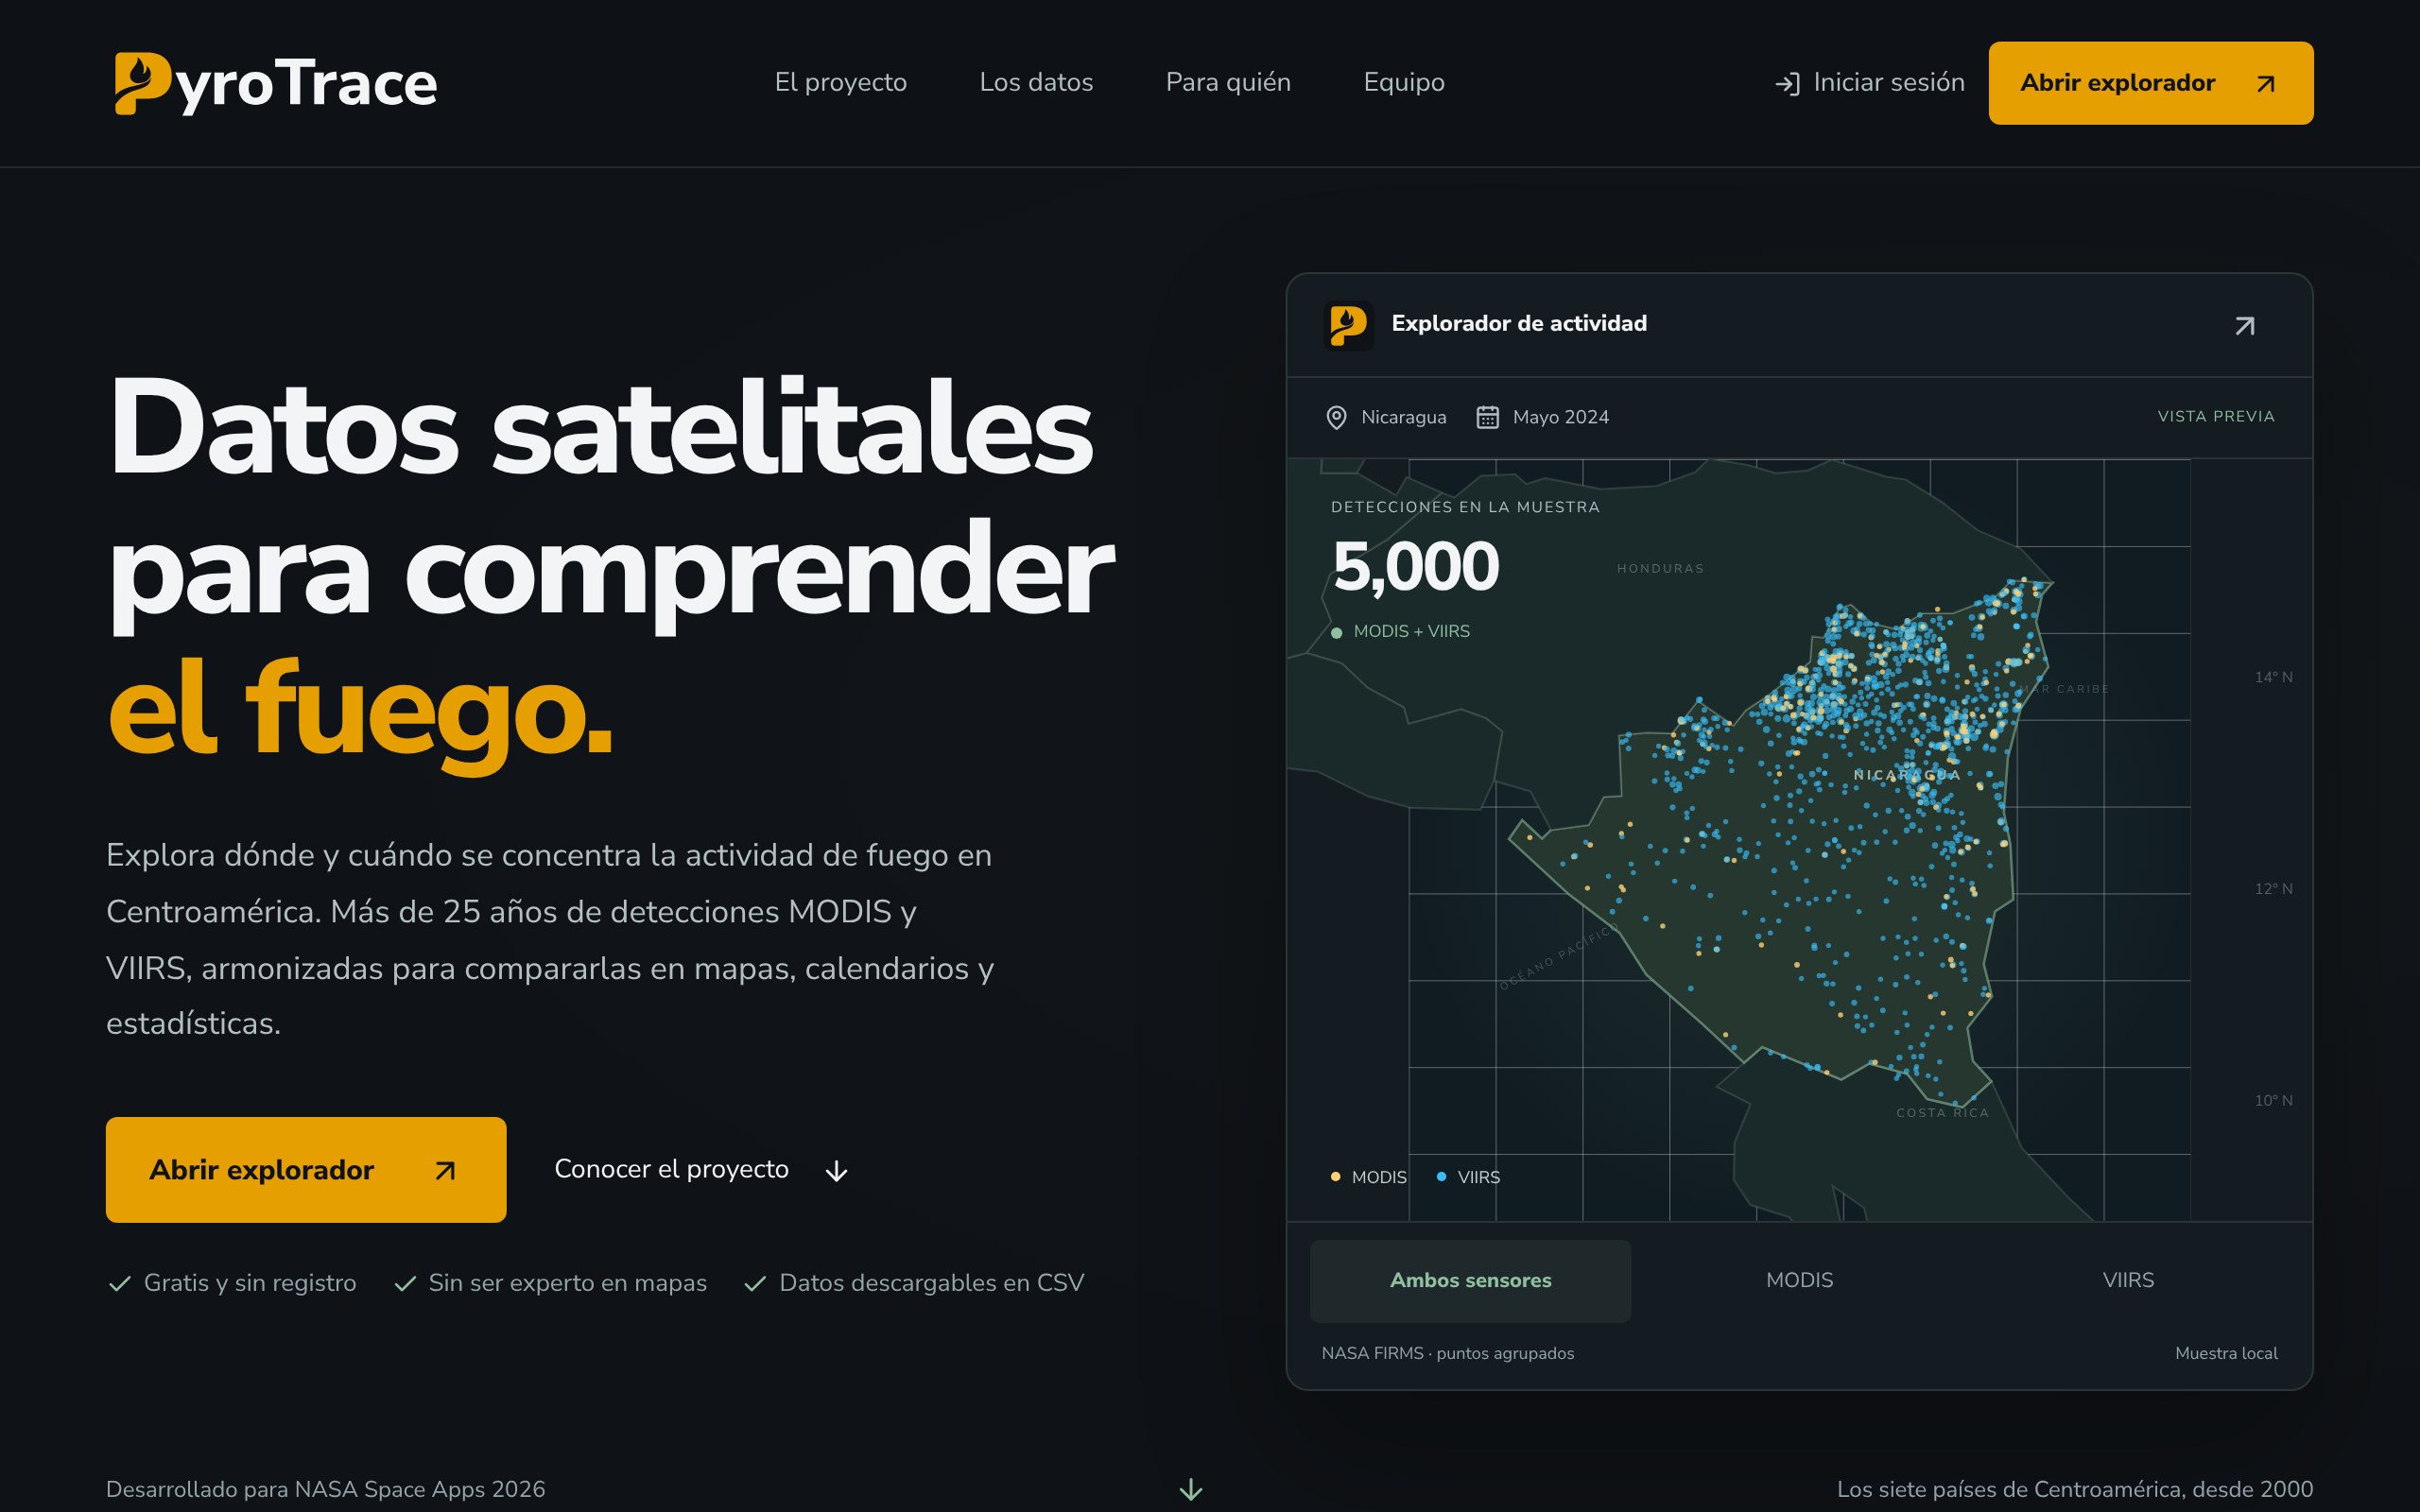 PyroTrace
El proyecto
Los datos
Para quién
Equipo
Iniciar sesión
Abrir explorador
Datos satelitales
para comprender
el fuego.
Explora dónde y cuándo se concentra la actividad de fuego en
Centroamérica. Más de 25 años de detecciones MODIS y
VIIRS, armonizadas para compararlas en mapas, calendarios y
estadísticas.
Abrir explorador
Conocer el proyecto
Gratis y sin registro
Sin ser experto en mapas
Datos descargables en CSV
Explorador de actividad
Nicaragua
Mayo 2024
VISTA PREVIA
DETECCIONES EN LA MUESTRA
5,000
MODIS + VIIRS
HONDURAS
14° N
MAR CARIBE
NICARAGUA
12° N
OCÉANO PACÍFICO
10° N
COSTA RICA
MODIS
VIIRS
Ambos sensores
MODIS
VIIRS
NASA FIRMS · puntos agrupados
Muestra local
Desarrollado para NASA Space Apps 2026
Los siete países de Centroamérica, desde 2000